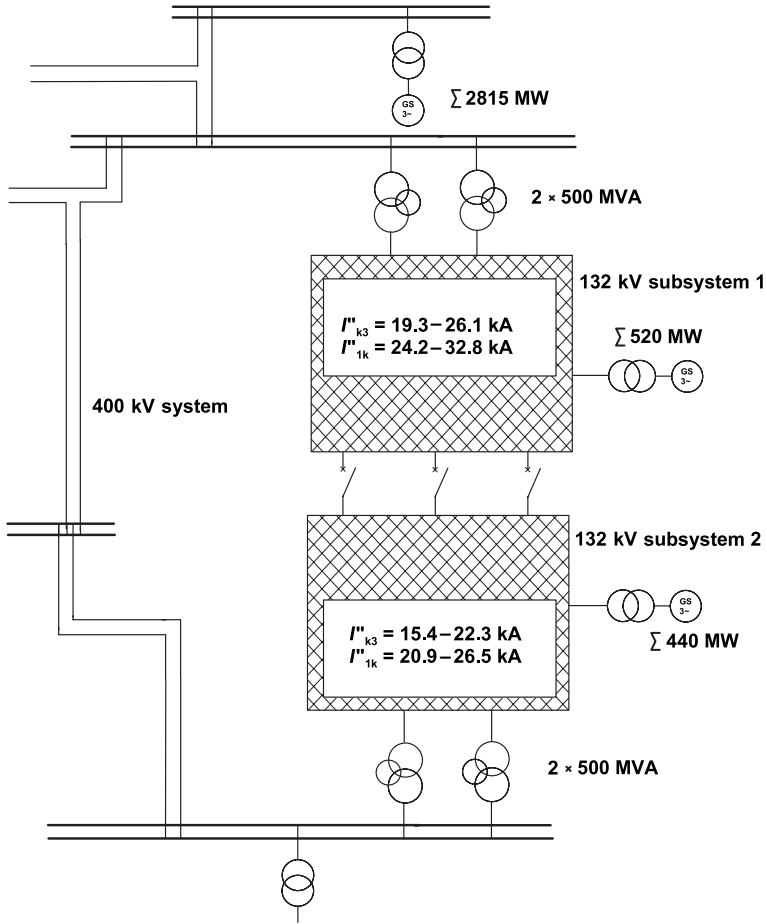 GS
3~
∑ 2815 MW
2 × 500 MVA
132 kV subsystem 1
I"k3 = 19.3–26.1 kA
I"1k = 24.2–32.8 kA
∑ 520 MW
GS
3~
400 kV system
132 kV subsystem 2
GS
3~
I"k3 = 15.4–22.3 kA
I"1k = 20.9–26.5 kA
∑ 440 MW
2 × 500 MVA